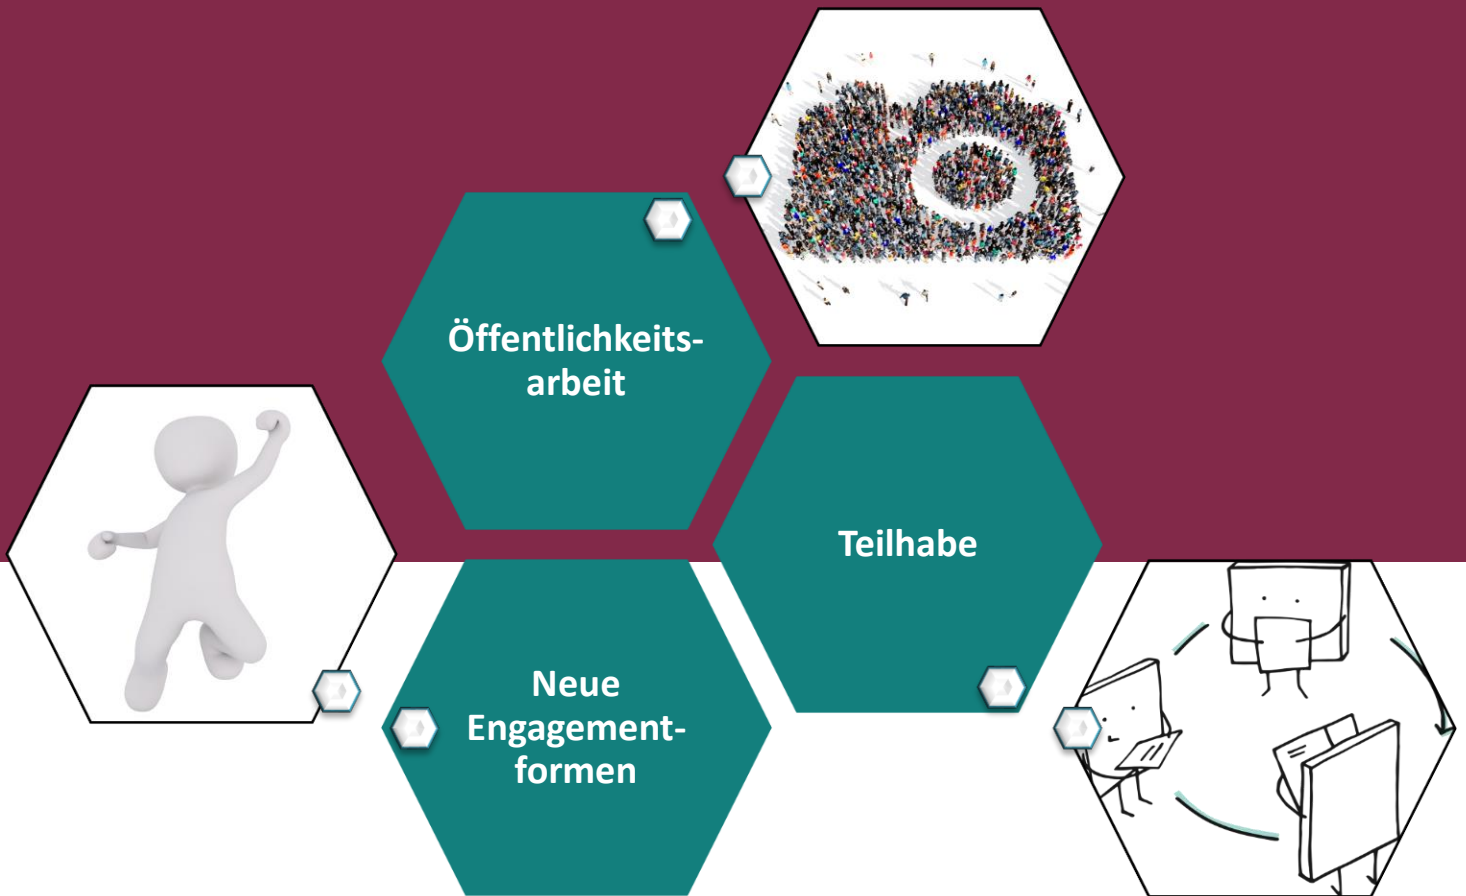 Öffentlichkeits-
arbeit
Teilhabe
Neue
Engagement-
formen